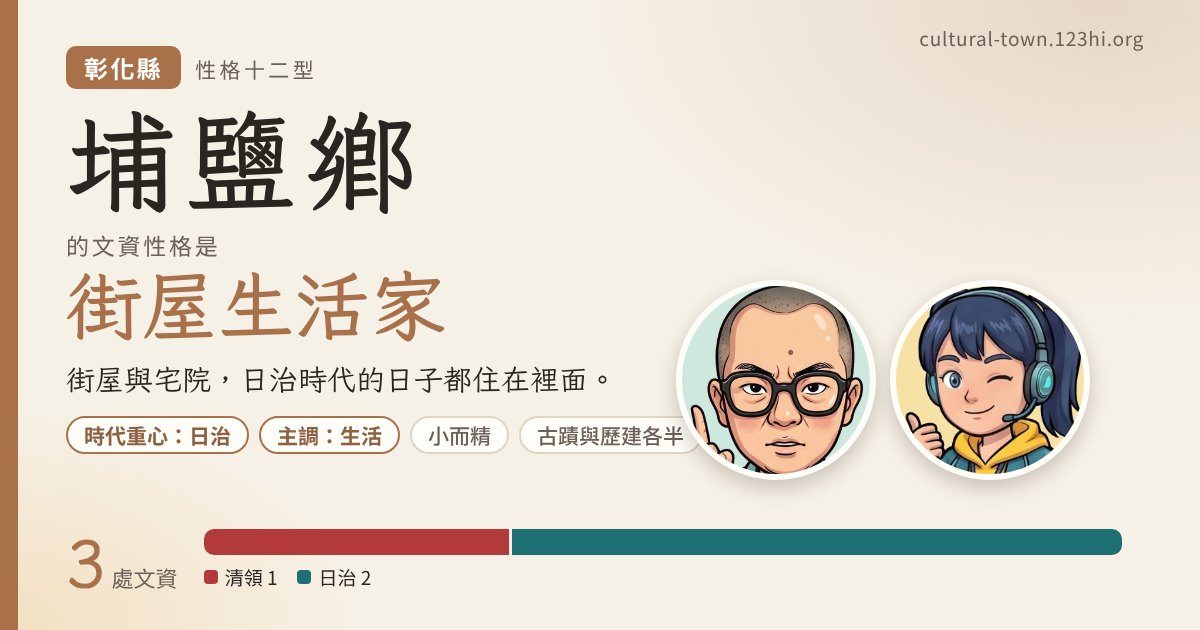 cultural-town.123hi.org
彰化縣 性格十二型
埔鹽鄉
的文資性格是
街屋生活家
街屋與宅院，日治時代的日子都住在裡面。
時代重心：日治 主調：生活 小而精 古蹟與歷建各半
3 處文資
清領 1 日治 2